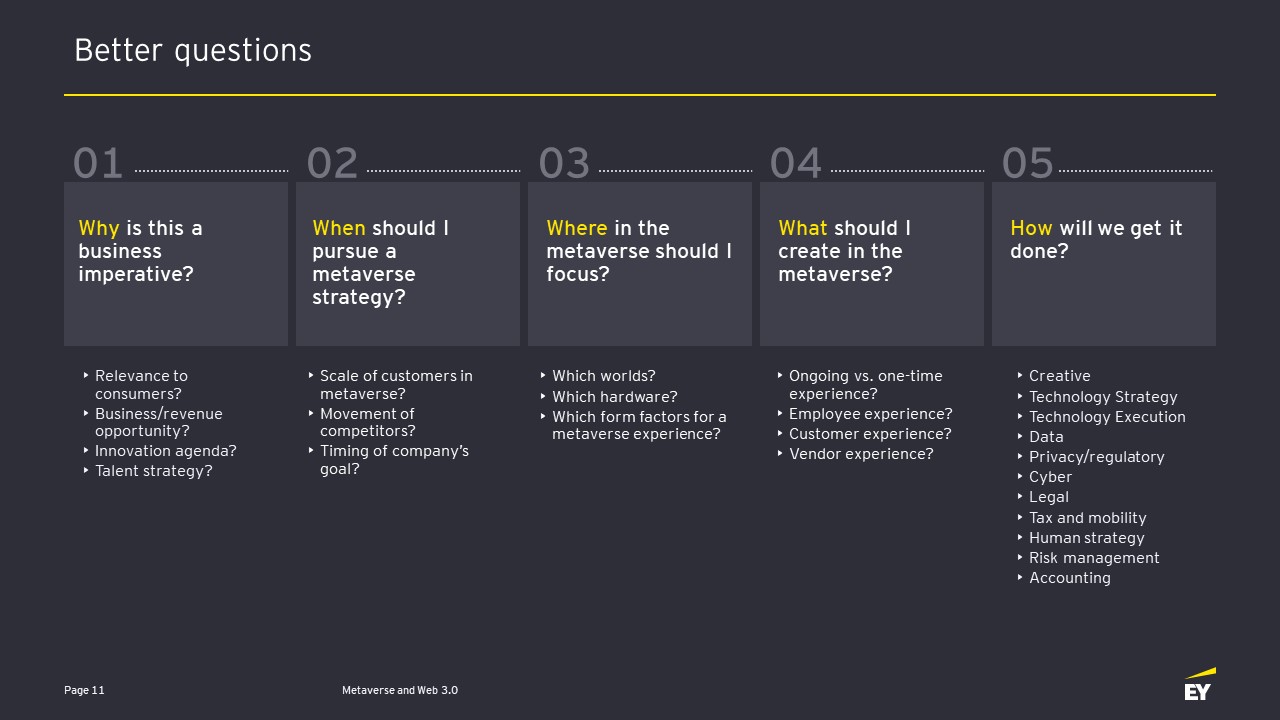 Better questions
01
Why is this a
business
imperative?
Relevance to
consumers?
Business/revenue
opportunity?
Innovation agenda?
Talent strategy?
02
When should I
pursue a
metaverse
strategy?
Scale of customers in
metaverse?
Movement of
competitors?
Timing of company’s
goal?
03
Where in the
metaverse should I
focus?
Which worlds?
Which hardware?
Which form factors for a
metaverse experience?
04
What should I
create in the
metaverse?
Ongoing vs. one-time
experience?
Employee experience?
Customer experience?
Vendor experience?
05
How will we get it
done?
Creative
Technology Strategy
Technology Execution
Data
Privacy/regulatory
Cyber
Legal
Tax and mobility
Human strategy
Risk management
Accounting
Page 11
Metaverse and Web 3.0
EY